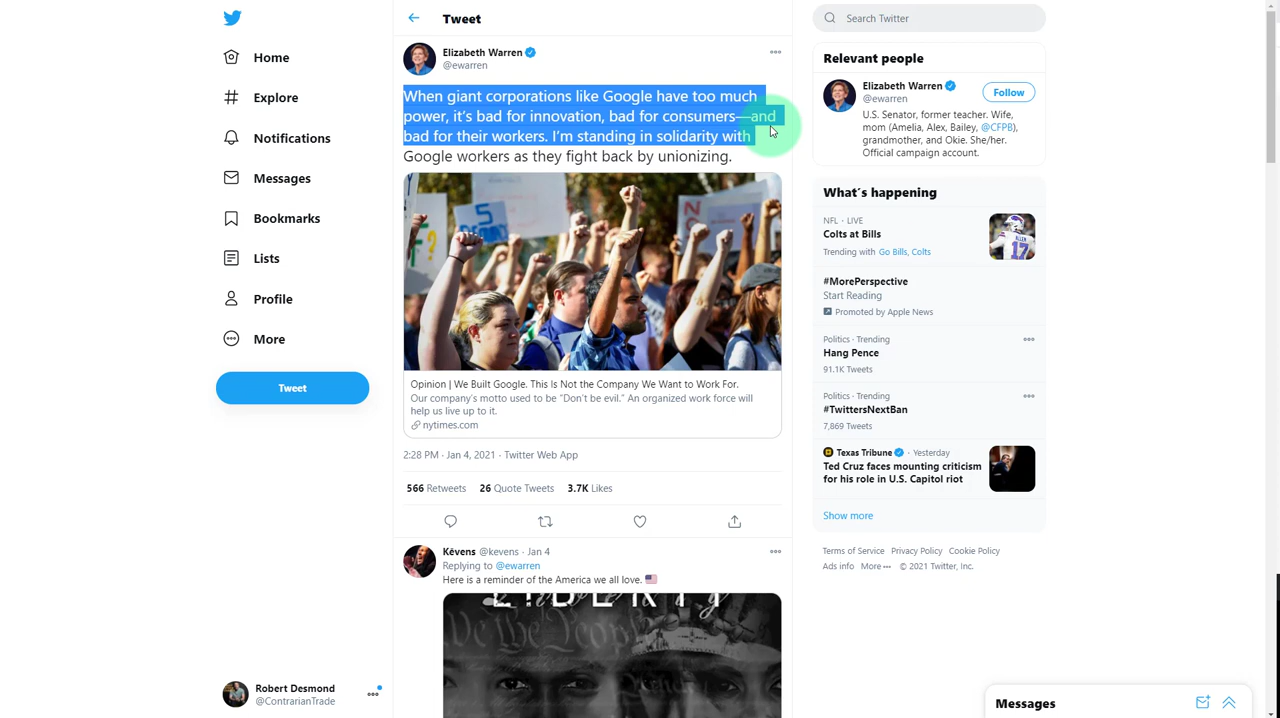 Home
Explore
Notifications
Messages
Bookmarks
Lists
Profile
More
Tweet
Robert Desmond
@ContrarianTrade
Tweet
Elizabeth Warren
@ewarren
When giant corporations like Google have too much
power, it's bad for innovation, bad for consumers—and
bad for their workers. I'm standing in solidarity with
Google workers as they fight back by unionizing.
Opinion | We Built Google. This Is Not the Company We Want to Work For.
Our company's motto used to be "Don't be evil." An organized work force will
help us live up to it.
nytimes.com
2:28 PM · Jan 4, 2021 · Twitter Web App
566 Retweets 26 Quote Tweets 3.7K Likes
Kévens @kevens · Jan 4
Replying to @ewarren
Here is a reminder of the America we all love.
LIBERTY
Search Twitter
Relevant people
Elizabeth Warren
@ewarren
Follow
U.S. Senator, former teacher. Wife,
mom (Amelia, Alex, Bailey, @CFPB),
grandmother, and Okie. She/her.
Official campaign account.
What's happening
NFL · LIVE
Colts at Bills
Trending with Go Bills, Colts
#MorePerspective
Start Reading
Promoted by Apple News
Politics · Trending
Hang Pence
91.1K Tweets
Politics · Trending
#TwittersNextBan
7,869 Tweets
Texas Tribune · Yesterday
Ted Cruz faces mounting criticism
for his role in U.S. Capitol riot
Show more
Terms of Service Privacy Policy Cookie Policy
Ads info More ••• © 2021 Twitter, Inc.
Messages